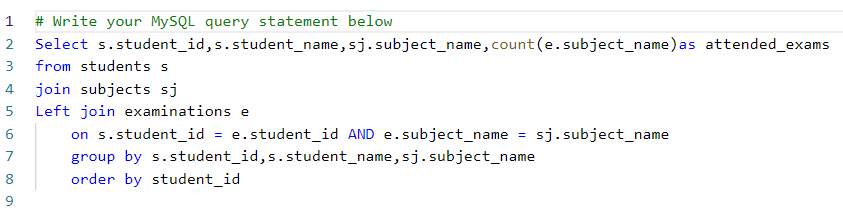 1 # Write your MySQL query statement below
2 Select s.student_id,s.student_name,sj.subject_name,count(e.subject_name)as attended_exams
3 from students s
4 join subjects sj
5 Left join examinations e
6     on s.student_id = e.student_id AND e.subject_name = sj.subject_name
7     group by s.student_id,s.student_name,sj.subject_name
8     order by student_id
9